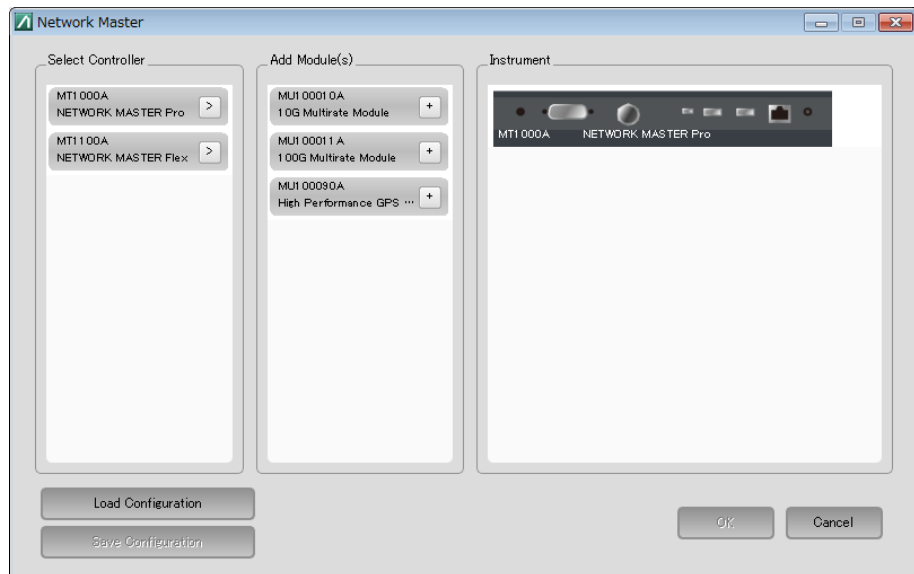 Network Master
Select Controller
MT1000A
NETWORK MASTER Pro
>
MT1100A
NETWORK MASTER Flex
>
Add Module(s)
MU100010A
10G Multirate Module
+
MU100011A
100G Multirate Module
+
MU100090A
High Performance GPS ...
+
Instrument
MT1000A NETWORK MASTER Pro
Load Configuration
Save Configuration
OK
Cancel